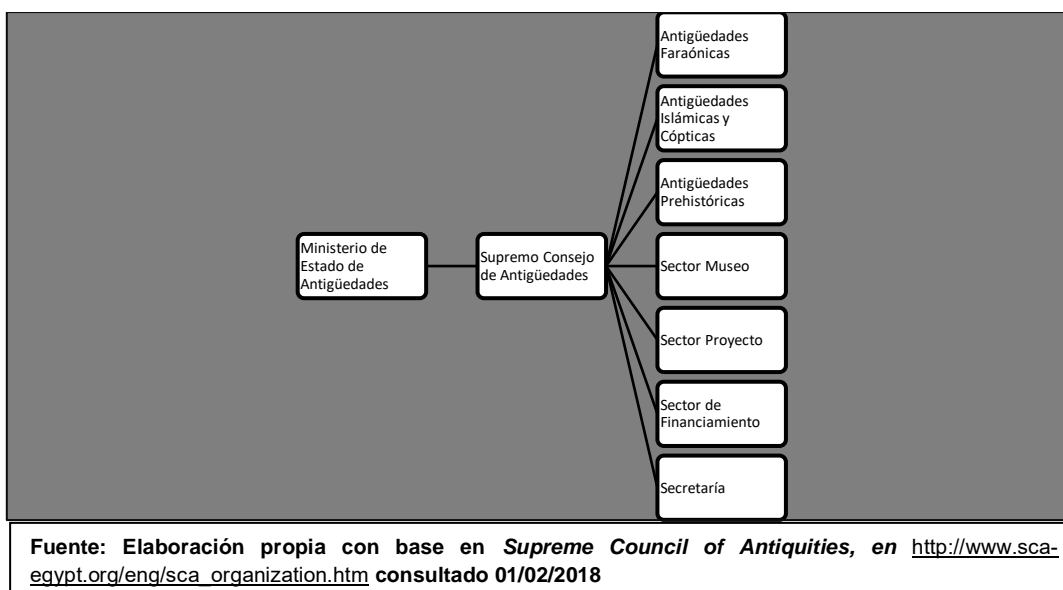 Antigüedades
Faraónicas
Antigüedades
Islámicas y
Cópticas
Antigüedades
Prehistóricas
Ministerio de
Estado de
Antigüedades
Supremo Consejo
de Antigüedades
Sector Museo
Sector Proyecto
Sector de
Financiamiento
Secretaría
Fuente: Elaboración propia con base en Supreme Council of Antiquities, en http://www.sca-
egypt.org/eng/sca_organization.htm consultado 01/02/2018